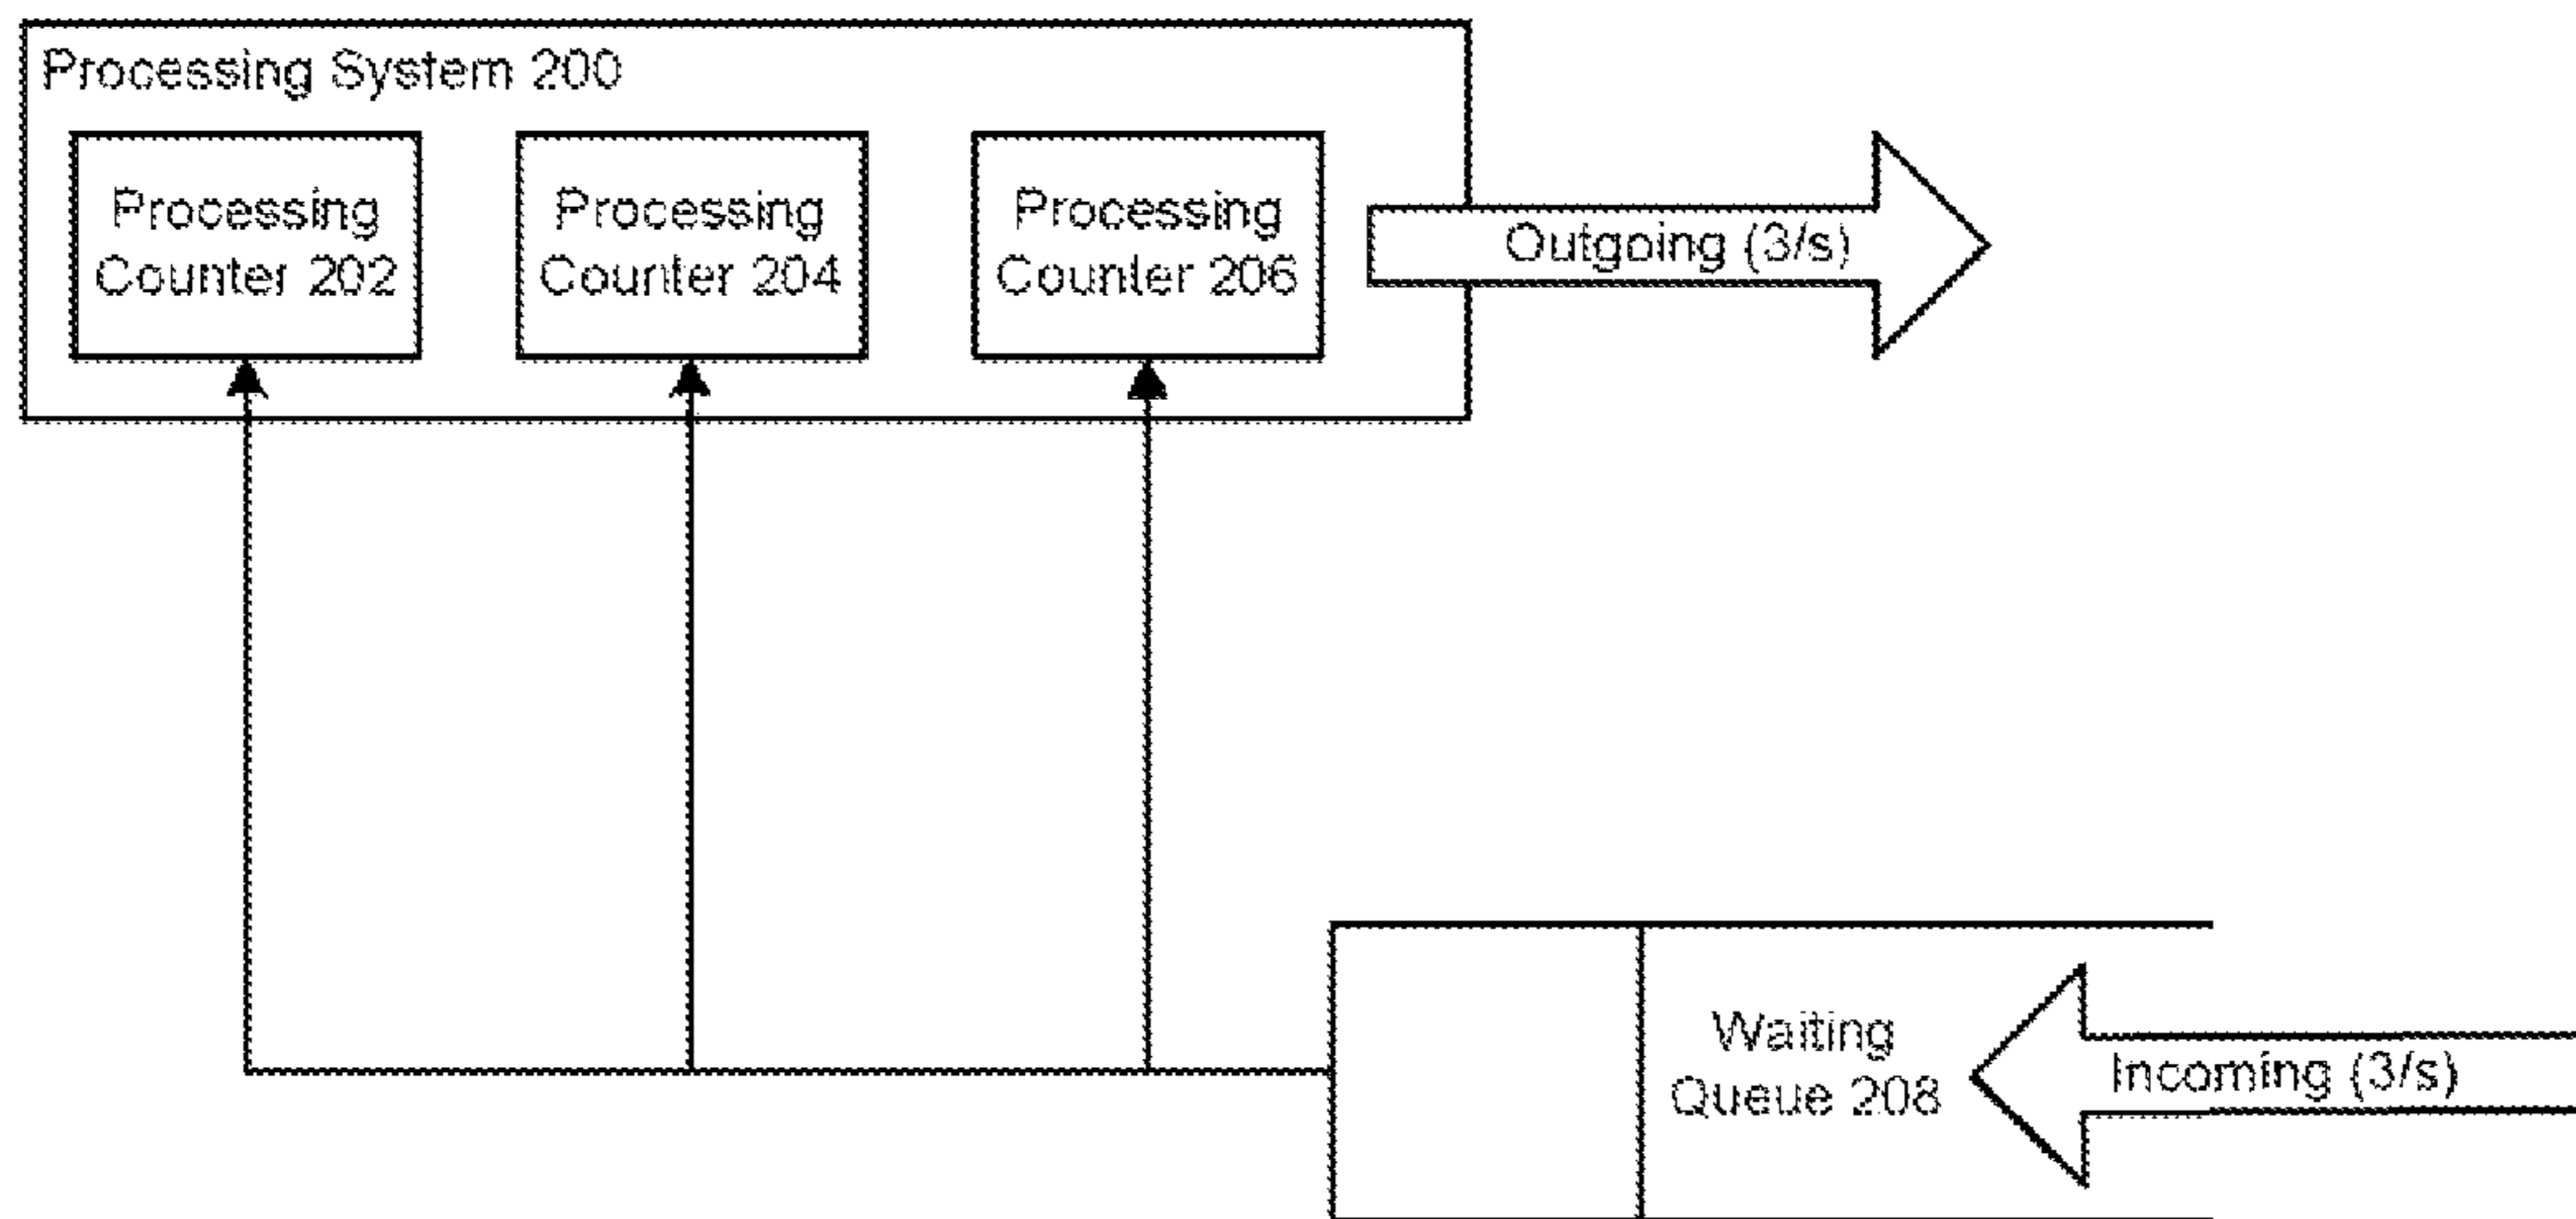 Processing System 200
Processing
Counter 202
Processing
Counter 204
Processing
Counter 206
Outgoing (3/s)
Waiting
Queue 208
Incoming (3/s)